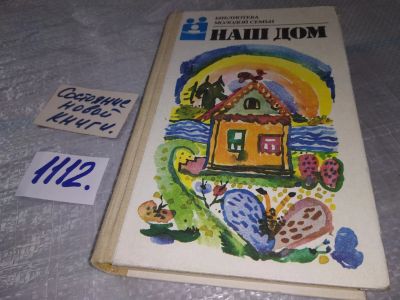 БИБЛИОТЕКА
МОЛОДОЙ СЕМЬИ
НАШ ДОМ
Состояние
новой
книги.
1112.